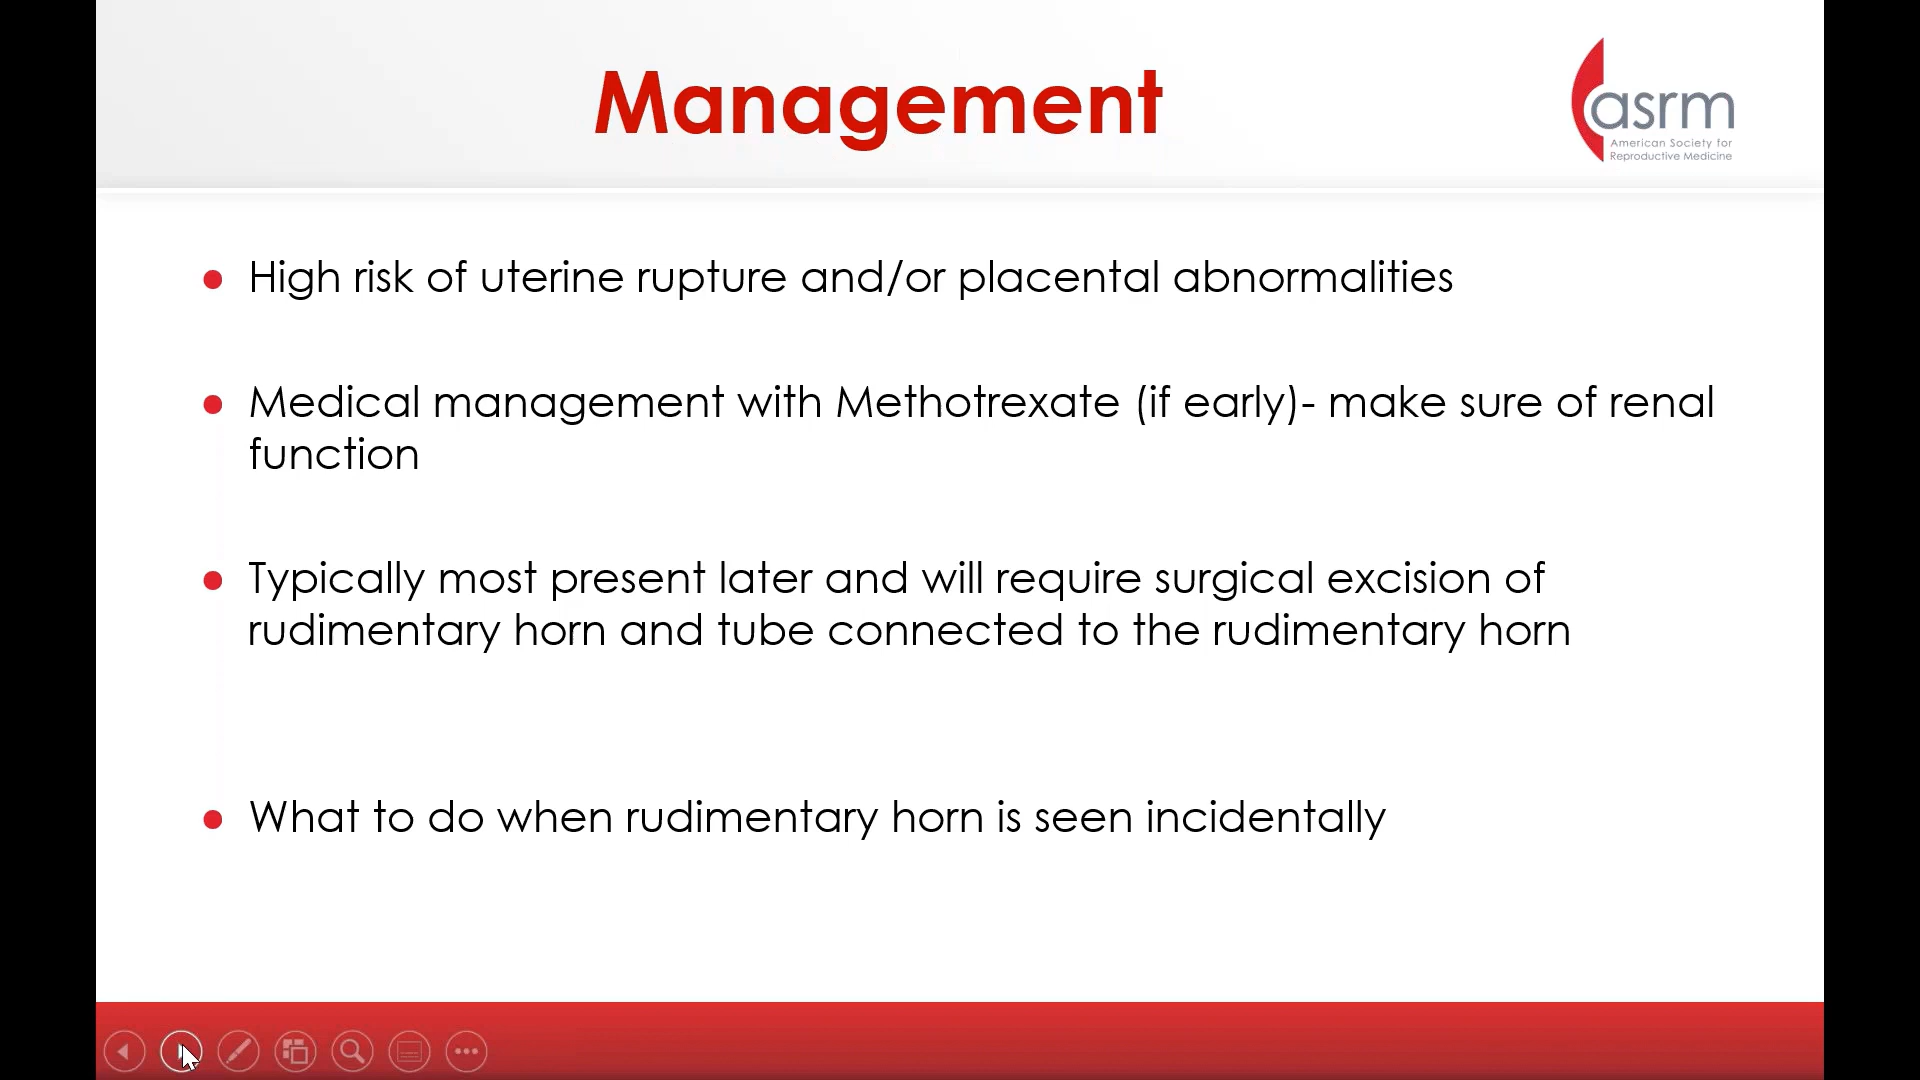 Management
asrm
American Society for
Reproductive Medicine
● High risk of uterine rupture and/or placental abnormalities
● Medical management with Methotrexate (if early)- make sure of renal
function
● Typically most present later and will require surgical excision of
rudimentary horn and tube connected to the rudimentary horn
● What to do when rudimentary horn is seen incidentally